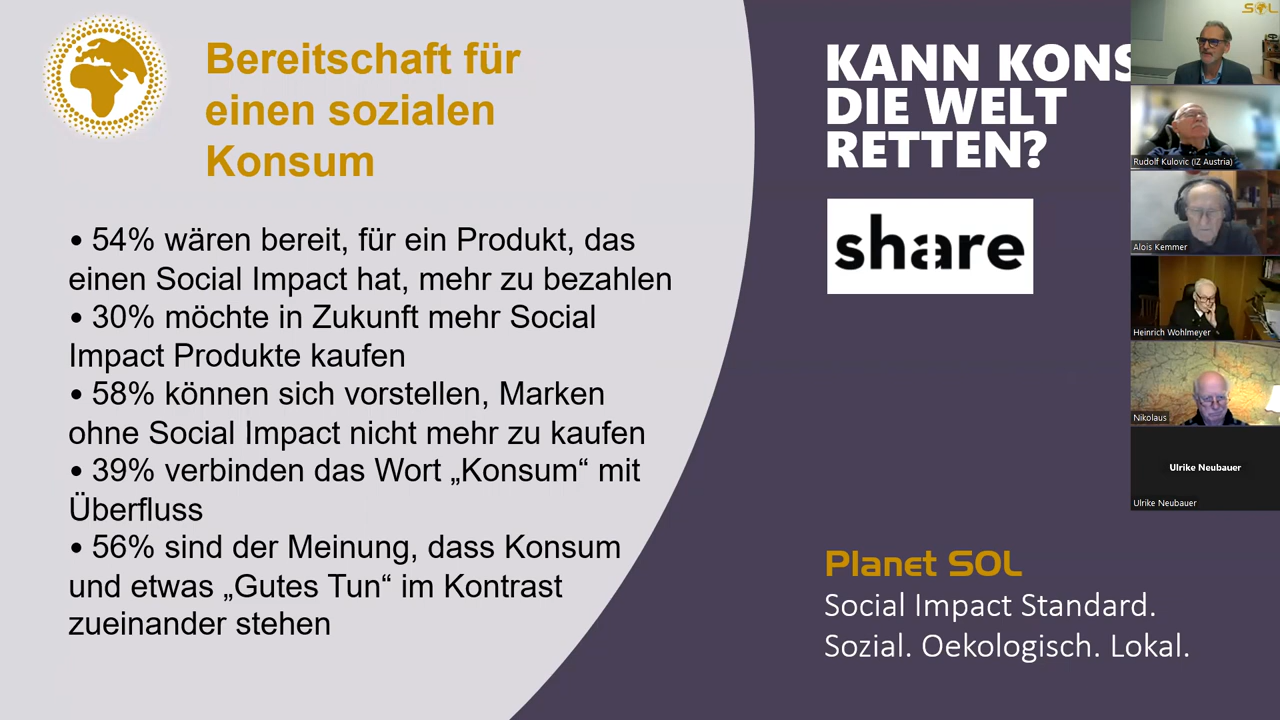 Bereitschaft für
einen sozialen
Konsum
• 54% wären bereit, für ein Produkt, das
einen Social Impact hat, mehr zu bezahlen
• 30% möchte in Zukunft mehr Social
Impact Produkte kaufen
• 58% können sich vorstellen, Marken
ohne Social Impact nicht mehr zu kaufen
• 39% verbinden das Wort „Konsum“ mit
Überfluss
• 56% sind der Meinung, dass Konsum
und etwas „Gutes Tun“ im Kontrast
zueinander stehen
KANN KONS
DIE WELT
RETTEN?
share
Planet SOL
Social Impact Standard.
Sozial. Oekologisch. Lokal.
SOL
Rudolf Kulovic (IZ Austria)
Alois Kemmer
Heinrich Wohlmeyer
Nikolaus
Ulrike Neubauer
Ulrike Neubauer